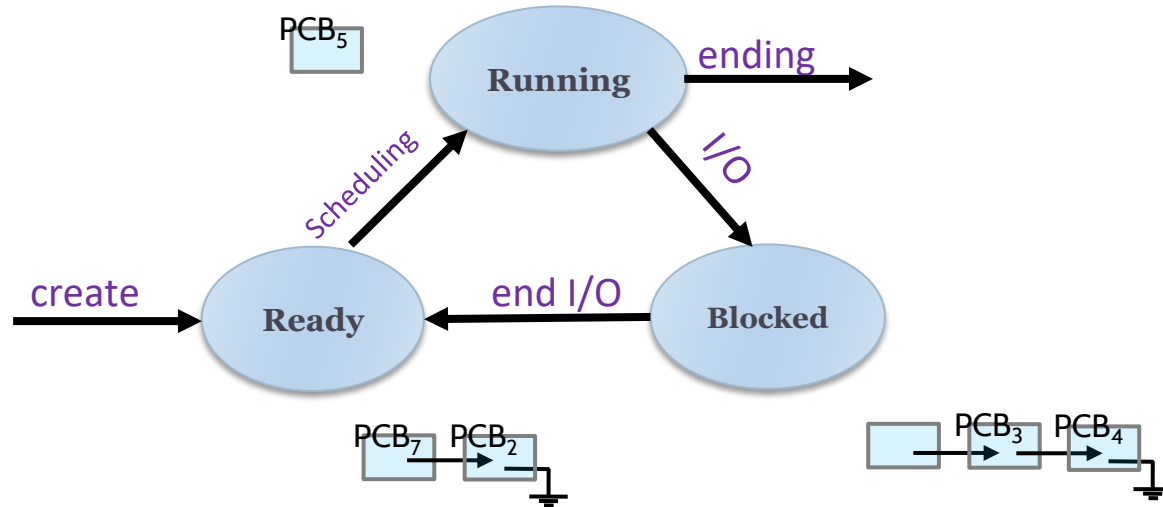 PCB₅
Running
ending
Scheduling
I/O
create
Ready
end I/O
Blocked
PCB₇ PCB₂
PCB₃ PCB₄